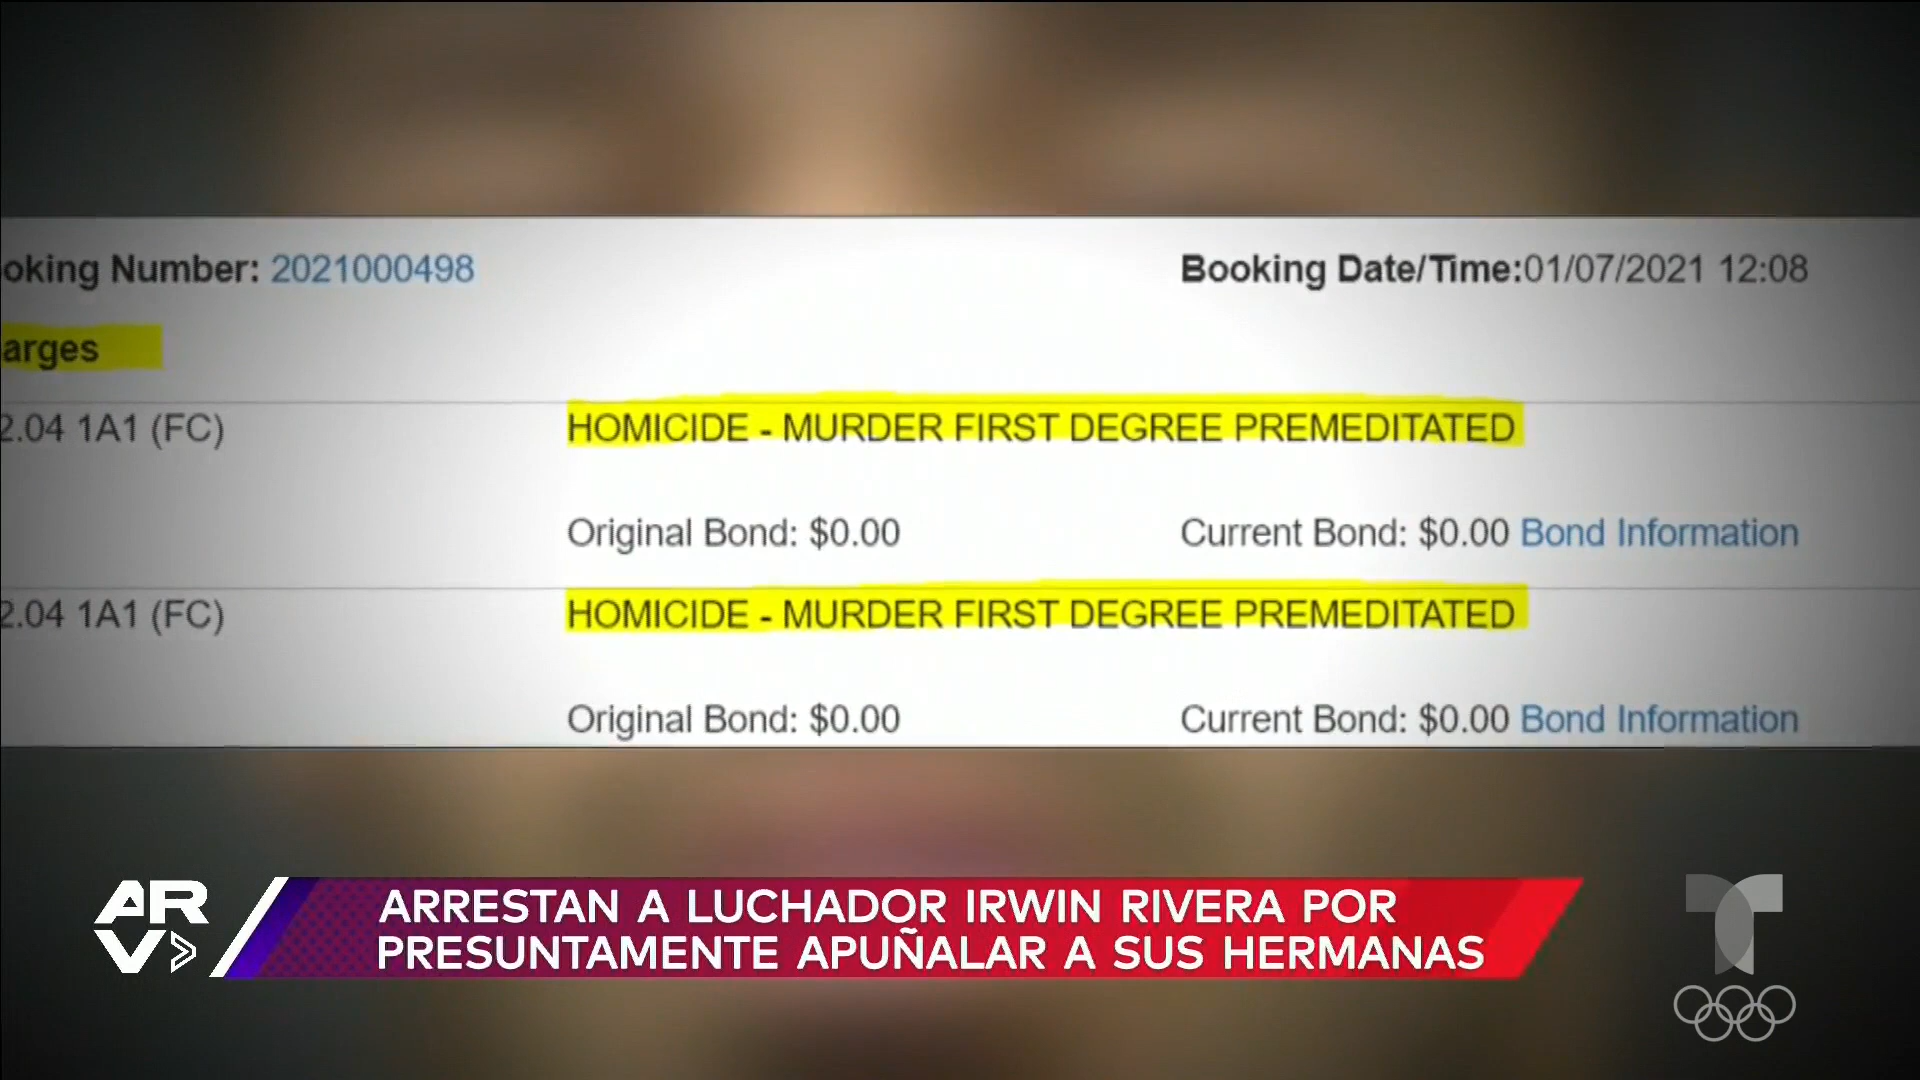 oking Number: 2021000498
Booking Date/Time:01/07/2021 12:08
arges
2.04 1A1 (FC)
HOMICIDE - MURDER FIRST DEGREE PREMEDITATED
Original Bond: $0.00
Current Bond: $0.00 Bond Information
2.04 1A1 (FC)
HOMICIDE - MURDER FIRST DEGREE PREMEDITATED
Original Bond: $0.00
Current Bond: $0.00 Bond Information
ARV
ARRESTAN A LUCHADOR IRWIN RIVERA POR
PRESUNTAMENTE APUÑALAR A SUS HERMANAS
T